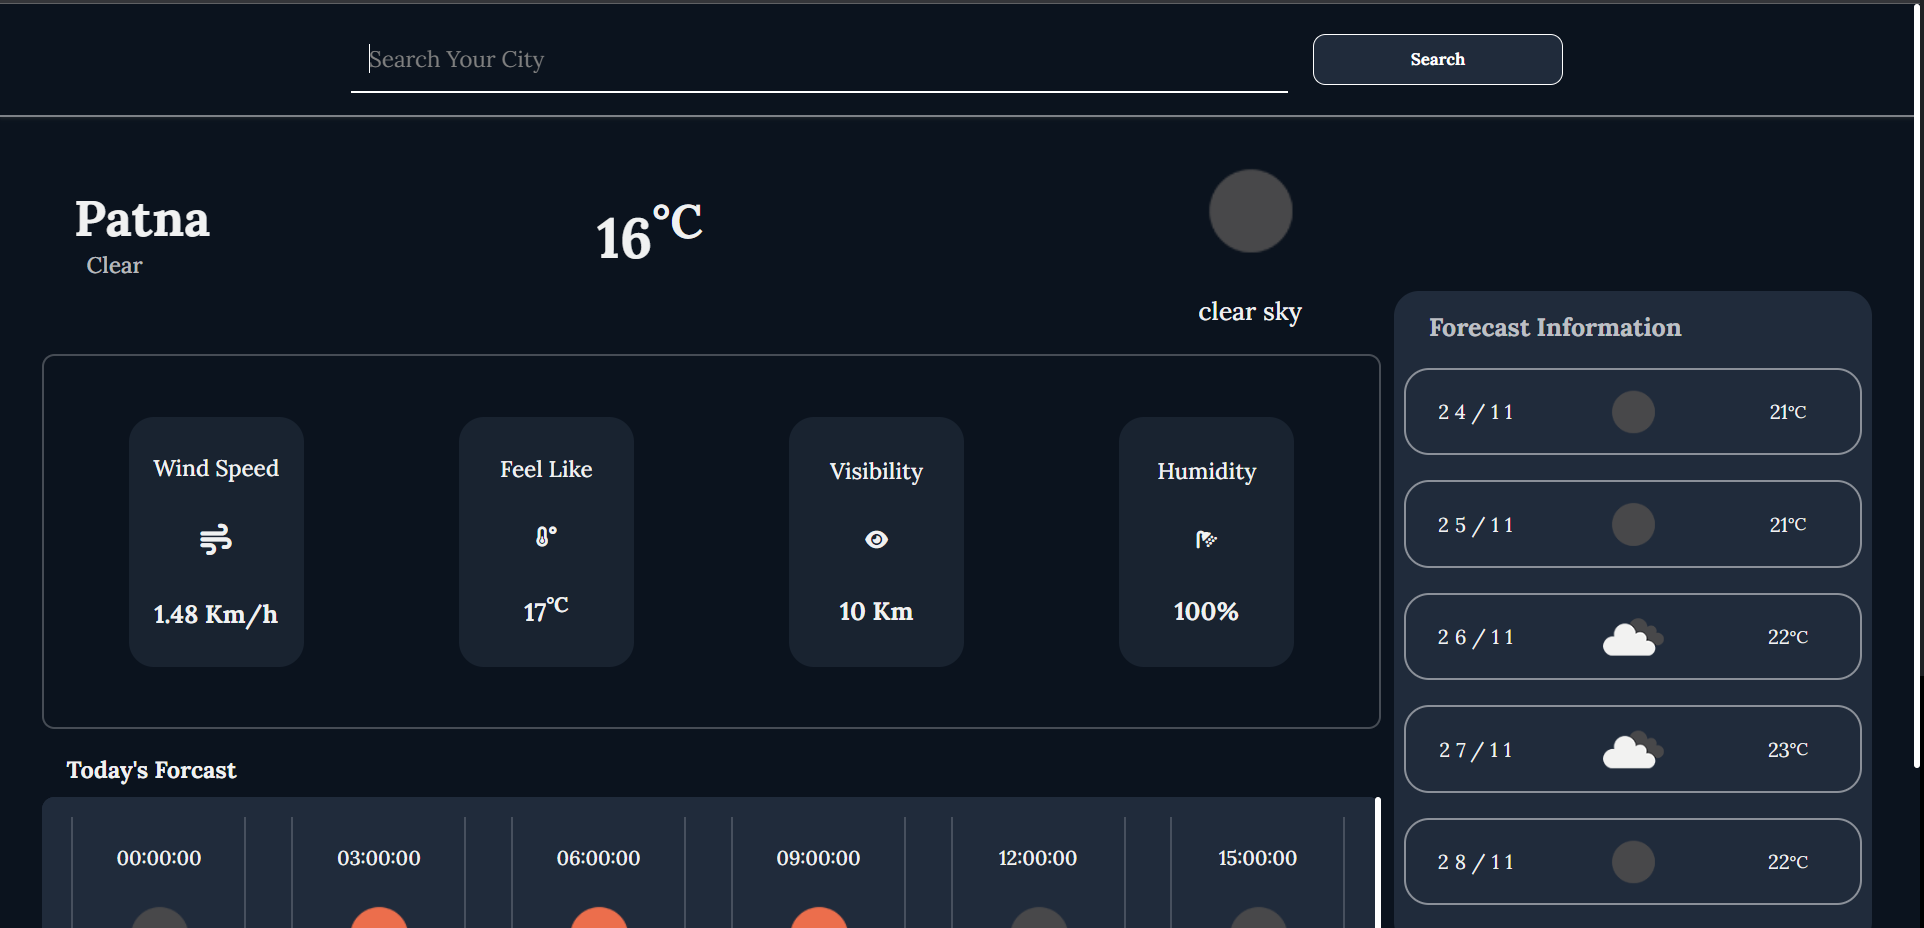 Search Your City
Search
Patna
Clear
16°C
clear sky
Wind Speed
1.48 Km/h
Feel Like
17°C
Visibility
10 Km
Humidity
100%
Today's Forcast
00:00:00
03:00:00
06:00:00
09:00:00
12:00:00
15:00:00
Forecast Information
24/11 21°C
25/11 21°C
26/11 22°C
27/11 23°C
28/11 22°C